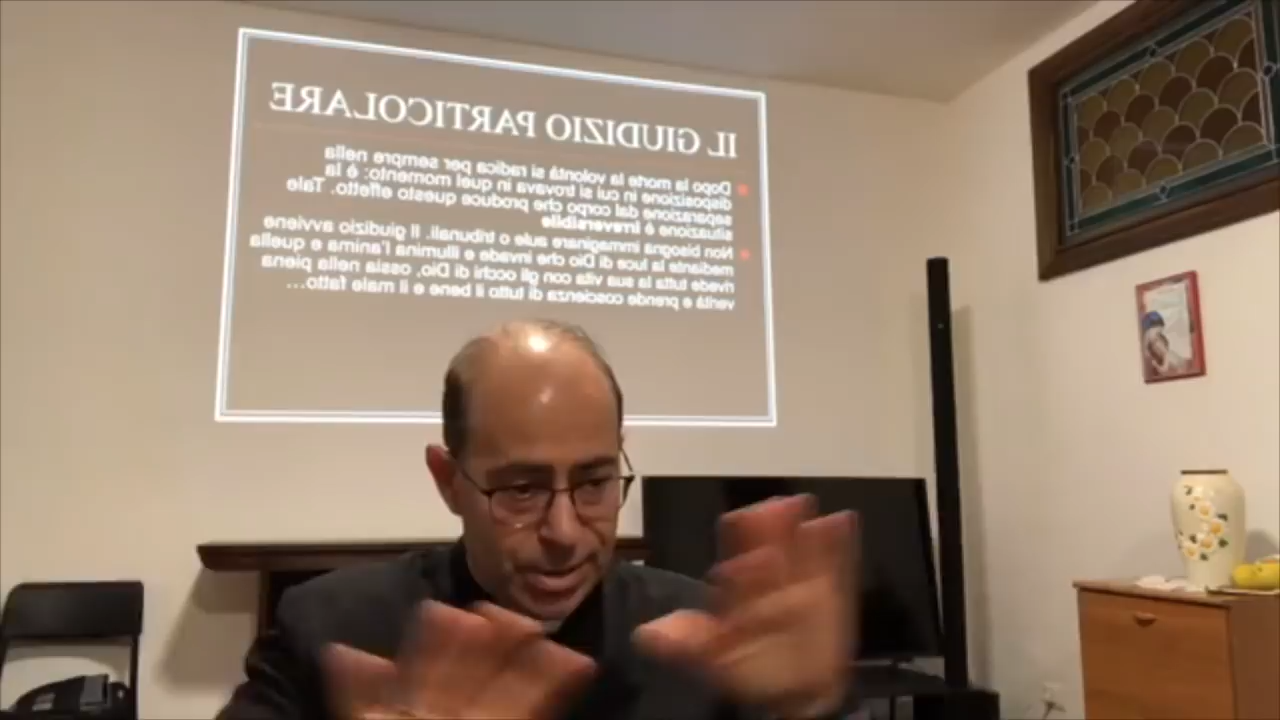 IL GIUDIZIO PARTICOLARE
Dopo la morte la volontà si radica per sempre nella
disposizione in cui si trovava in quel momento: è la
separazione dal corpo che produce questo effetto. Tale
situazione è irreversibile
Non bisogna immaginare aule o tribunali. Il giudizio avviene
mediante la luce di Dio che invade e illumina l'anima e quella
rivede tutta la sua vita con gli occhi di Dio, ossia nella piena
verità e prende coscienza di tutto il bene e il male fatto…